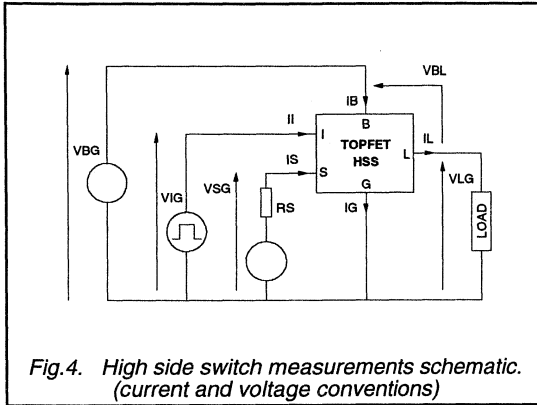 VBL
IB
B
II
I
TOPFET
HSS
L
IL
VBG
IS
S
VSG
G
VLG
VIG
RS
IG
LOAD
Fig.4. High side switch measurements schematic.
(current and voltage conventions)